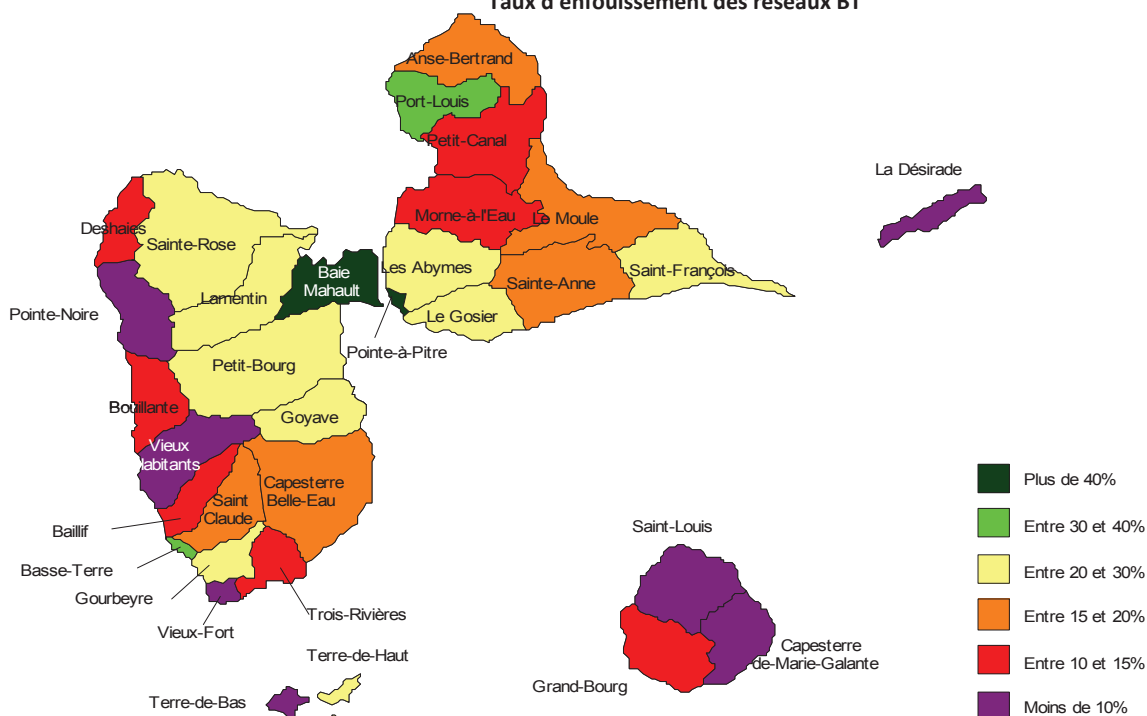 Taux d'enfouissement des réseaux BT
Anse-Bertrand
Port-Louis
Petit-Canal
La Désirade
Morne-à-l'Eau
Le Moule
Deshaies
Sainte-Rose
Les Abymes
Saint-François
Baie
Mahault
Sainte-Anne
Lamentin
Pointe-Noire
Le Gosier
Pointe-à-Pitre
Petit-Bourg
Bouillante
Goyave
Vieux
Habitants
Capesterre
Belle-Eau
Saint
Claude
Baillif
Basse-Terre
Gourbeyre
Trois-Rivières
Vieux-Fort
Terre-de-Haut
Terre-de-Bas
Saint-Louis
Capesterre
de-Marie-Galante
Grand-Bourg
Plus de 40%
Entre 30 et 40%
Entre 20 et 30%
Entre 15 et 20%
Entre 10 et 15%
Moins de 10%